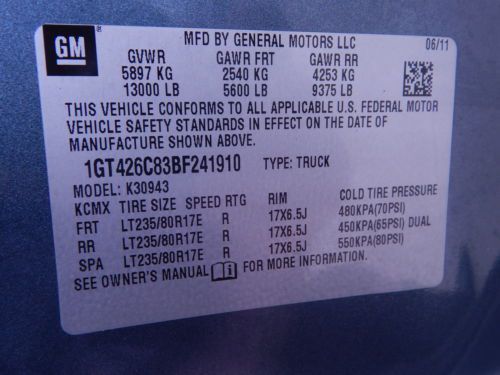 GM
MFD BY GENERAL MOTORS LLC 06/11
GVWR GAWR FRT GAWR RR
5897 KG 2540 KG 4253 KG
13000 LB 5600 LB 9375 LB
THIS VEHICLE CONFORMS TO ALL APPLICABLE U.S. FEDERAL MOTOR
VEHICLE SAFETY STANDARDS IN EFFECT ON THE DATE OF
MANUFACTURE SHOWN ABOVE.
1GT426C83BF241910 TYPE: TRUCK
MODEL: K30943
KCMX TIRE SIZE SPEED RTG RIM COLD TIRE PRESSURE
FRT LT235/80R17E R 17X6.5J 480KPA(70PSI)
RR LT235/80R17E R 17X6.5J 450KPA(65PSI) DUAL
SPA LT235/80R17E R 17X6.5J 550KPA(80PSI)
SEE OWNER'S MANUAL FOR MORE INFORMATION.